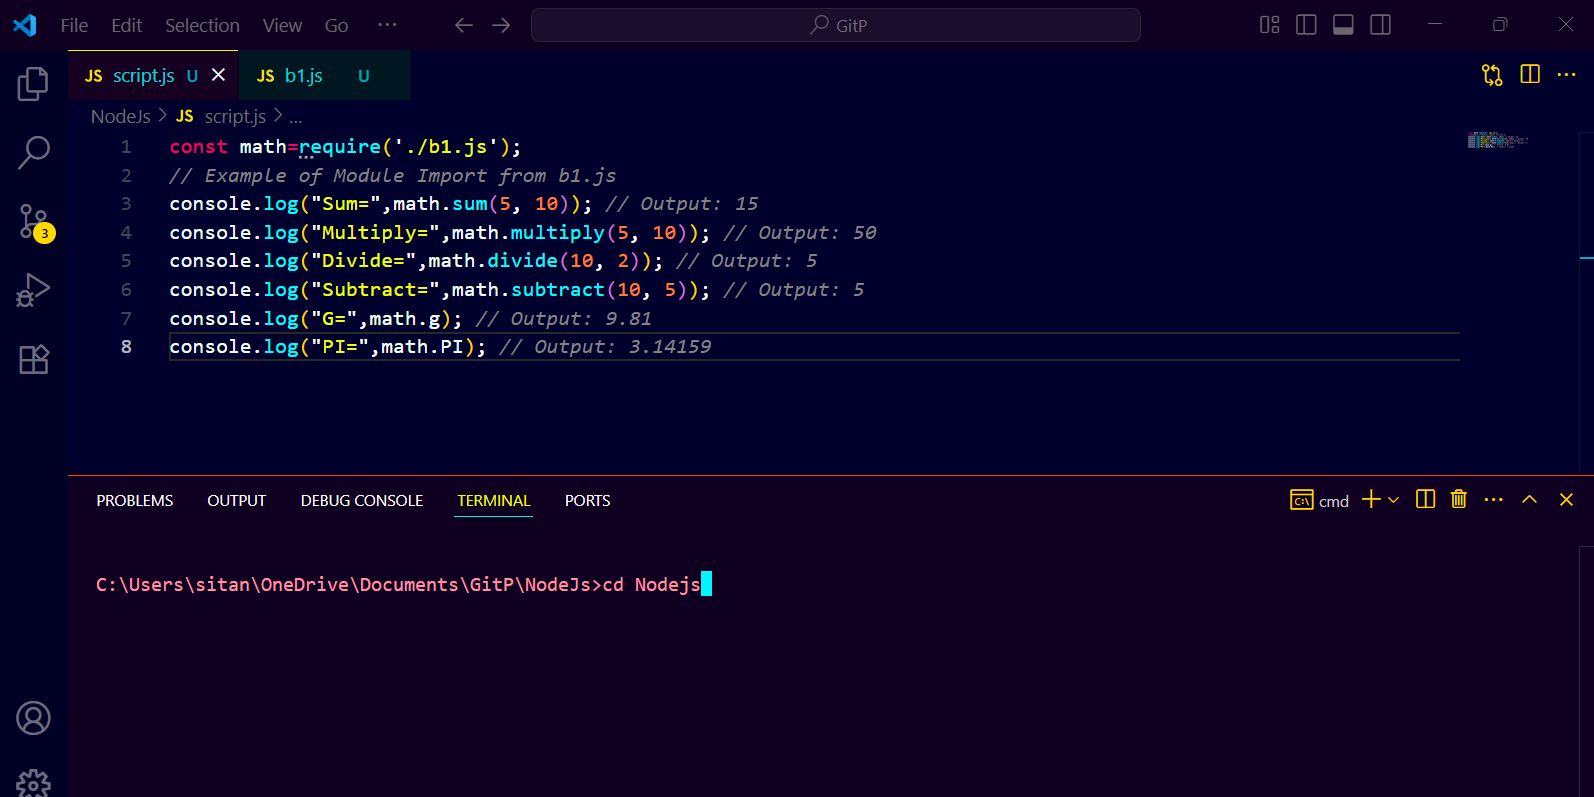 File Edit Selection View Go ··· GitP
JS script.js U JS b1.js U
NodeJs > JS script.js > ...
1 const math=require('./b1.js');
2 // Example of Module Import from b1.js
3 console.log("Sum=",math.sum(5, 10)); // Output: 15
4 console.log("Multiply=",math.multiply(5, 10)); // Output: 50
5 console.log("Divide=",math.divide(10, 2)); // Output: 5
6 console.log("Subtract=",math.subtract(10, 5)); // Output: 5
7 console.log("G=",math.g); // Output: 9.81
8 console.log("PI=",math.PI); // Output: 3.14159
3
PROBLEMS OUTPUT DEBUG CONSOLE TERMINAL PORTS cmd
C:\Users\sitan\OneDrive\Documents\GitP\NodeJs>cd Nodejs